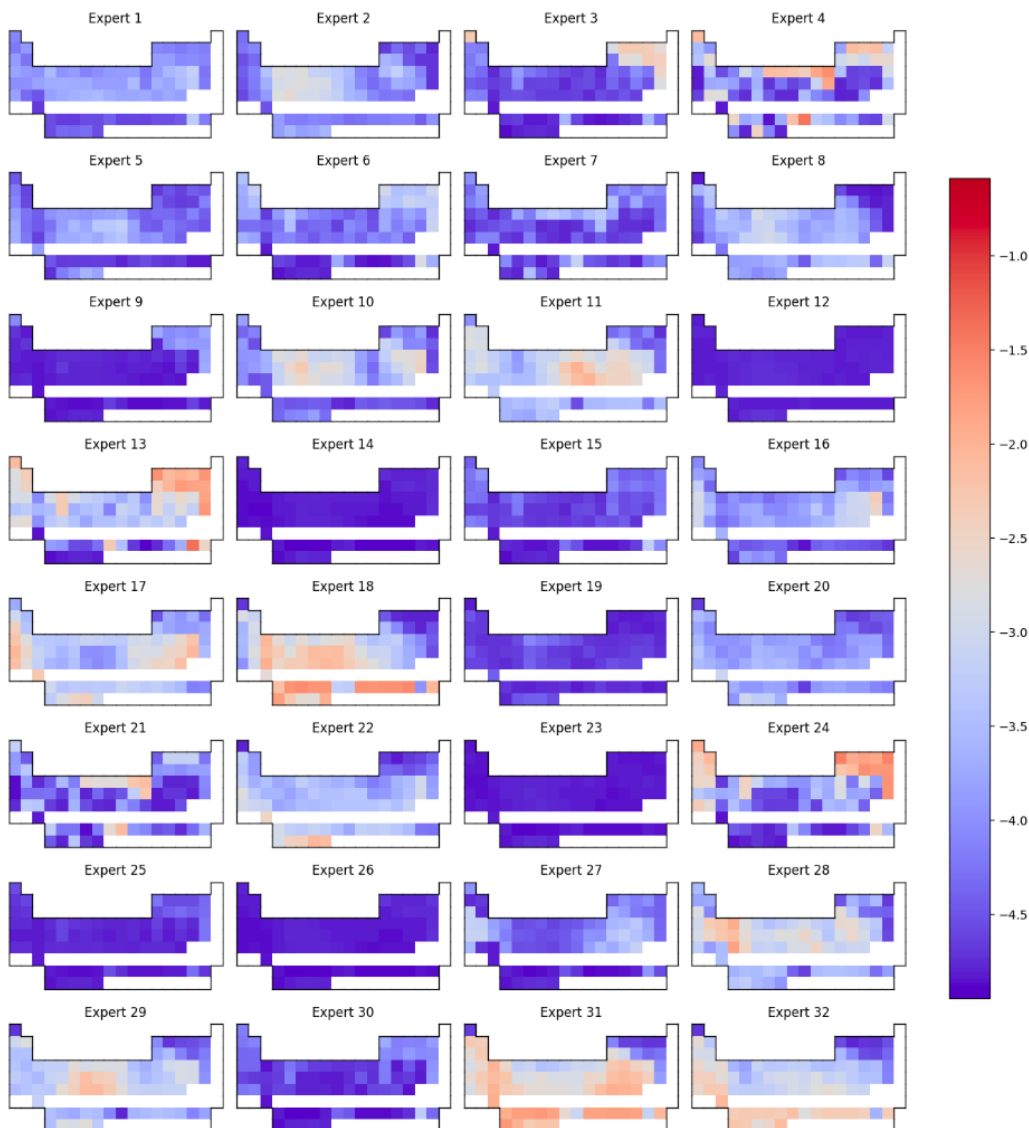 Expert 1 Expert 2 Expert 3 Expert 4
Expert 5 Expert 6 Expert 7 Expert 8
Expert 9 Expert 10 Expert 11 Expert 12
Expert 13 Expert 14 Expert 15 Expert 16
Expert 17 Expert 18 Expert 19 Expert 20
Expert 21 Expert 22 Expert 23 Expert 24
Expert 25 Expert 26 Expert 27 Expert 28
Expert 29 Expert 30 Expert 31 Expert 32
−1.0
−1.5
−2.0
−2.5
−3.0
−3.5
−4.0
−4.5